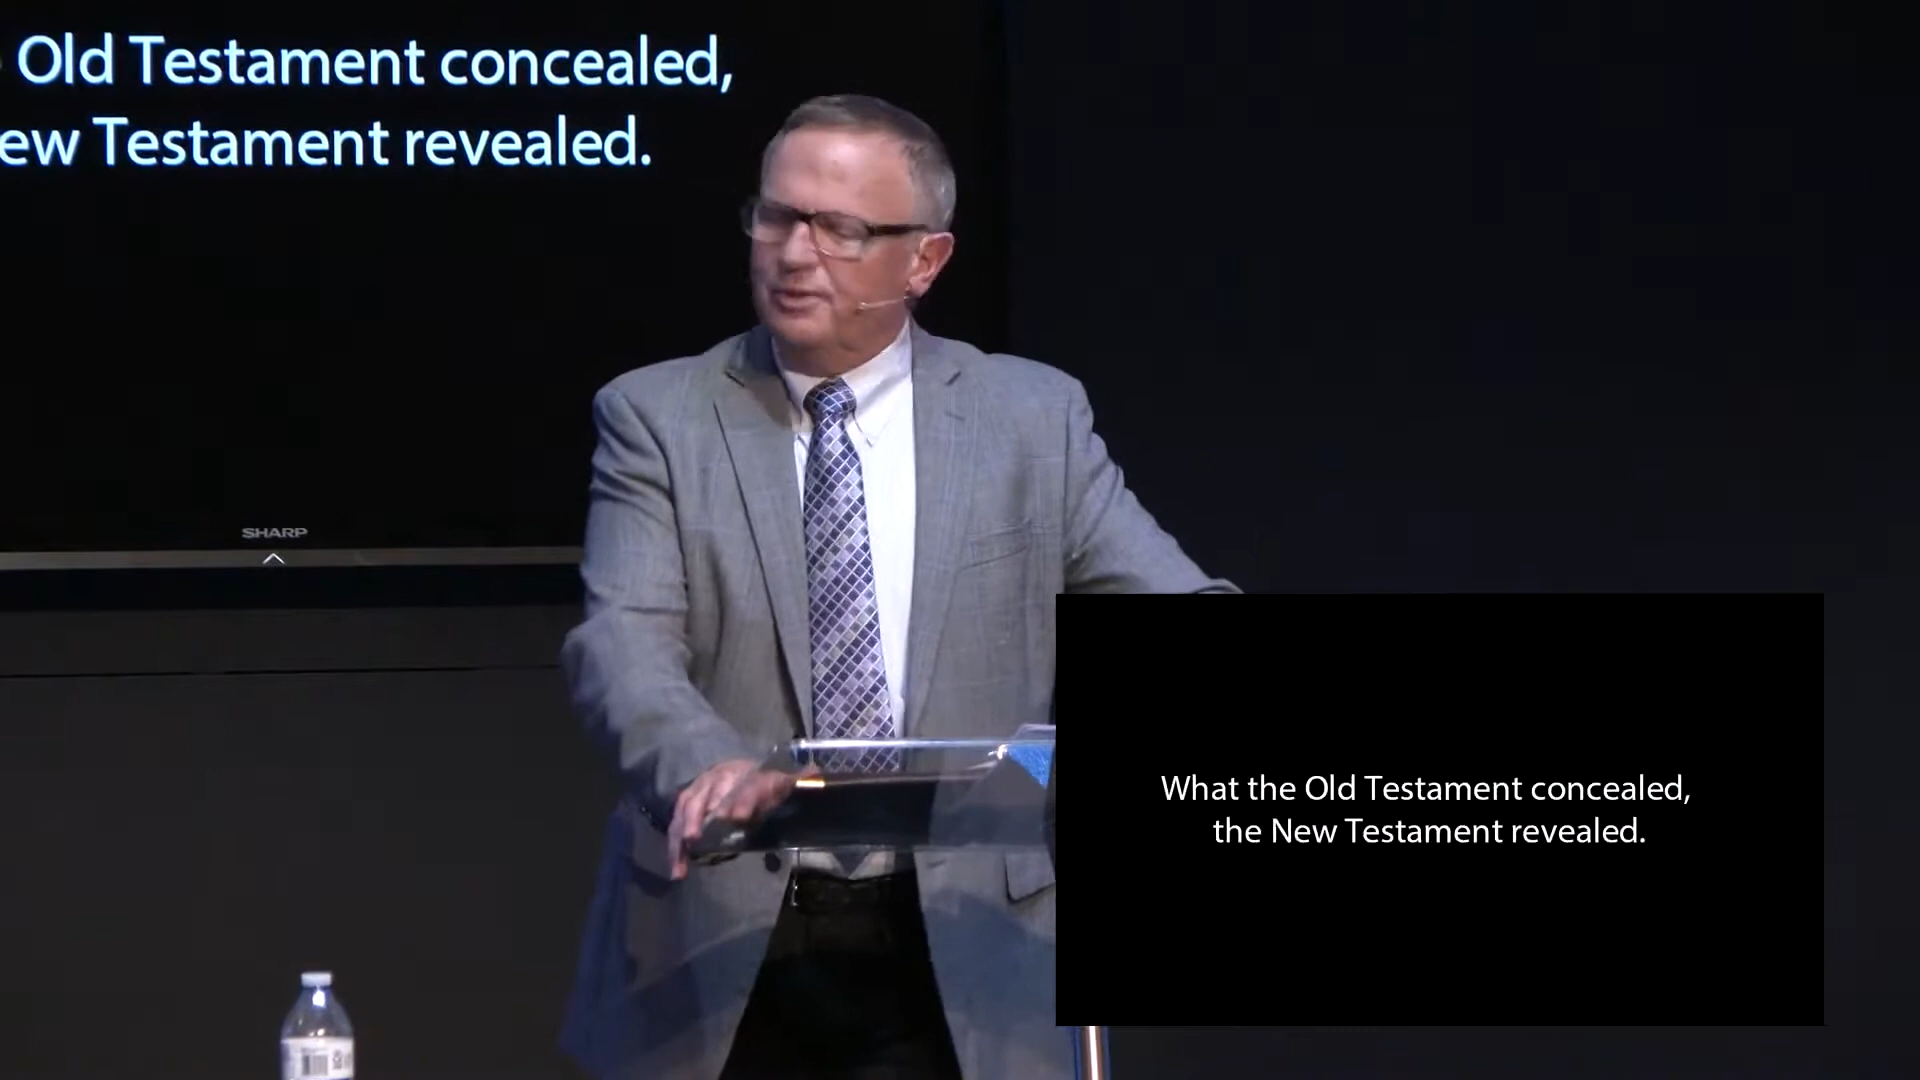 Old Testament concealed,
ew Testament revealed.
SHARP
What the Old Testament concealed,
the New Testament revealed.